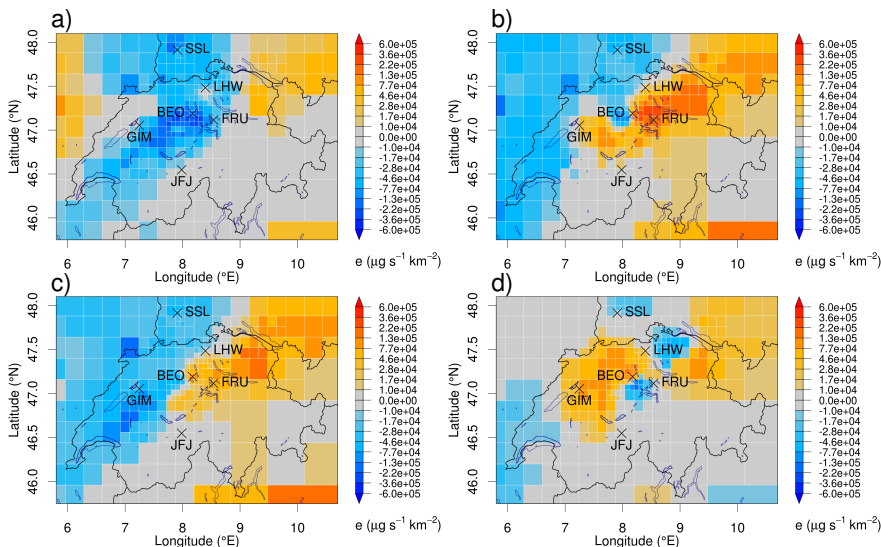 a)
48.0
47.5
47.0
46.5
46.0
Latitude (°N)
6
7
8
9
10
Longitude (°E)
SSL
LHW
BEO
FRU
GIM
JFJ
6.0e+05
3.6e+05
2.2e+05
1.3e+05
7.7e+04
4.6e+04
2.8e+04
1.7e+04
1.0e+04
0.0e+00
−1.0e+04
−1.7e+04
−2.8e+04
−4.6e+04
−7.7e+04
−1.3e+05
−2.2e+05
−3.6e+05
−6.0e+05
e (μg s⁻¹ km⁻²)
b)
48.0
47.5
47.0
46.5
46.0
Latitude (°N)
6
7
8
9
10
Longitude (°E)
SSL
LHW
BEO
FRU
GIM
JFJ
6.0e+05
3.6e+05
2.2e+05
1.3e+05
7.7e+04
4.6e+04
2.8e+04
1.7e+04
1.0e+04
0.0e+00
−1.0e+04
−1.7e+04
−2.8e+04
−4.6e+04
−7.7e+04
−1.3e+05
−2.2e+05
−3.6e+05
−6.0e+05
e (μg s⁻¹ km⁻²)
c)
48.0
47.5
47.0
46.5
46.0
Latitude (°N)
6
7
8
9
10
Longitude (°E)
SSL
LHW
BEO
FRU
GIM
JFJ
6.0e+05
3.6e+05
2.2e+05
1.3e+05
7.7e+04
4.6e+04
2.8e+04
1.7e+04
1.0e+04
0.0e+00
−1.0e+04
−1.7e+04
−2.8e+04
−4.6e+04
−7.7e+04
−1.3e+05
−2.2e+05
−3.6e+05
−6.0e+05
e (μg s⁻¹ km⁻²)
d)
48.0
47.5
47.0
46.5
46.0
Latitude (°N)
6
7
8
9
10
Longitude (°E)
SSL
LHW
BEO
FRU
GIM
JFJ
6.0e+05
3.6e+05
2.2e+05
1.3e+05
7.7e+04
4.6e+04
2.8e+04
1.7e+04
1.0e+04
0.0e+00
−1.0e+04
−1.7e+04
−2.8e+04
−4.6e+04
−7.7e+04
−1.3e+05
−2.2e+05
−3.6e+05
−6.0e+05
e (μg s⁻¹ km⁻²)